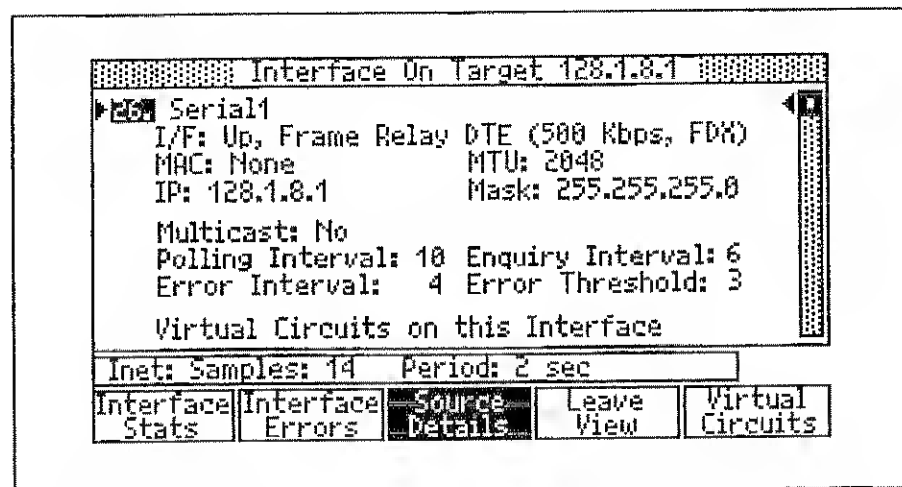 Interface On Target 128.1.8.1
26 Serial1
I/F: Up, Frame Relay DTE (500 Kbps, FDX)
MAC: None MTU: 2048
IP: 128.1.8.1 Mask: 255.255.255.0
Multicast: No
Polling Interval: 10 Enquiry Interval: 6
Error Interval: 4 Error Threshold: 3
Virtual Circuits on this Interface
Inet: Samples: 14 Period: 2 sec
Interface Stats
Interface Errors
Source Details
Leave View
Virtual Circuits